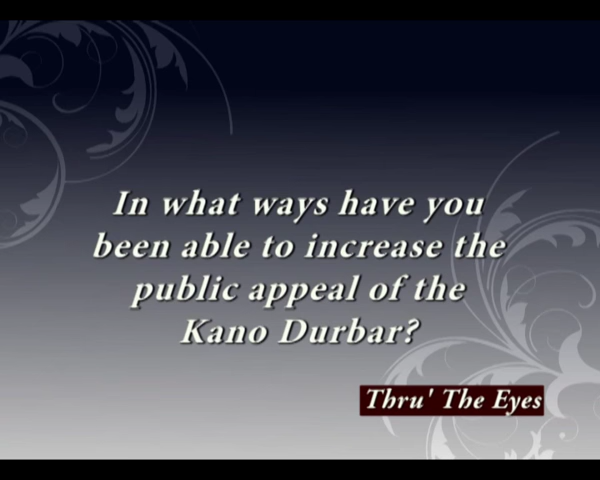 In what ways have you
been able to increase the
public appeal of the
Kano Durbar?
Thru' The Eyes